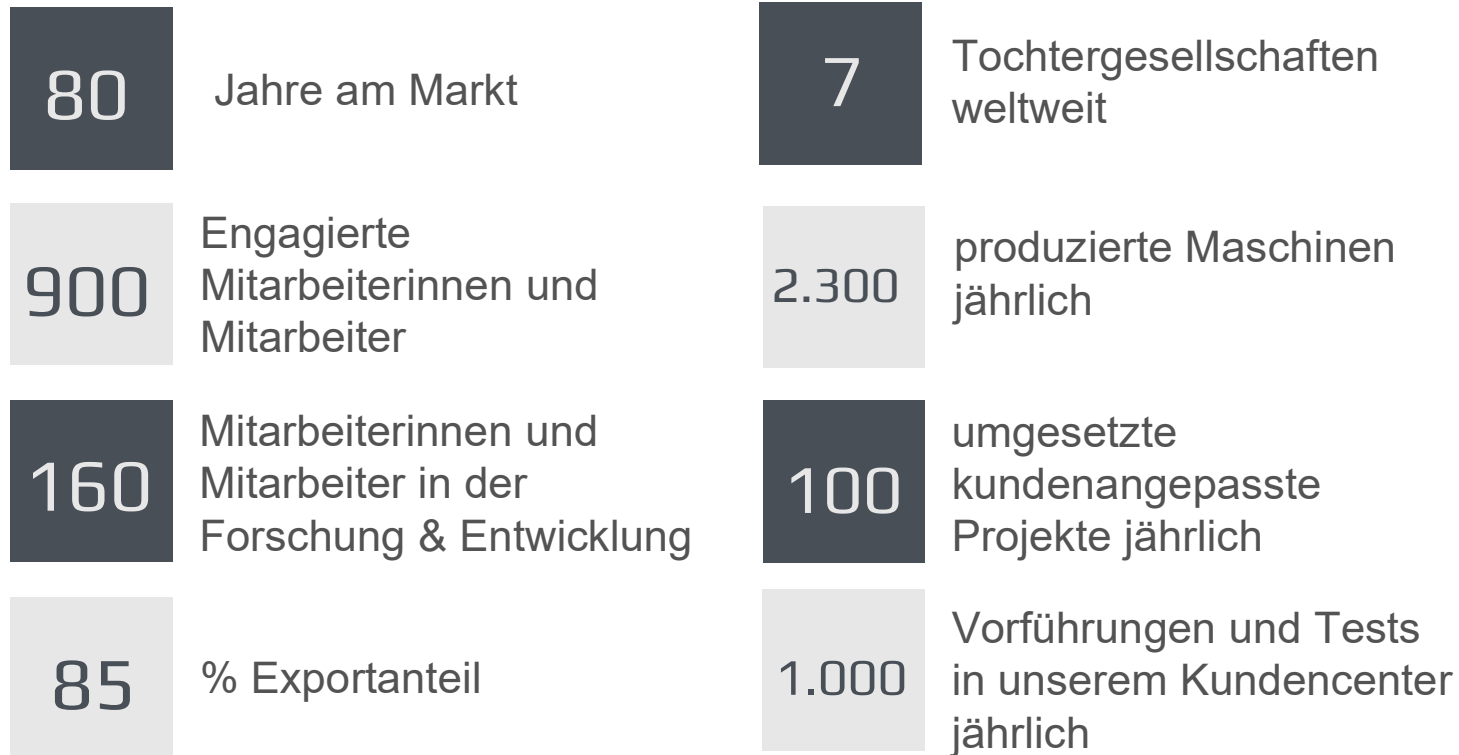 80
Jahre am Markt
900
Engagierte
Mitarbeiterinnen und
Mitarbeiter
160
Mitarbeiterinnen und
Mitarbeiter in der
Forschung & Entwicklung
85
% Exportanteil
7
Tochtergesellschaften
weltweit
2.300
produzierte Maschinen
jährlich
100
umgesetzte
kundenangepasste
Projekte jährlich
1.000
Vorführungen und Tests
in unserem Kundencenter
jährlich